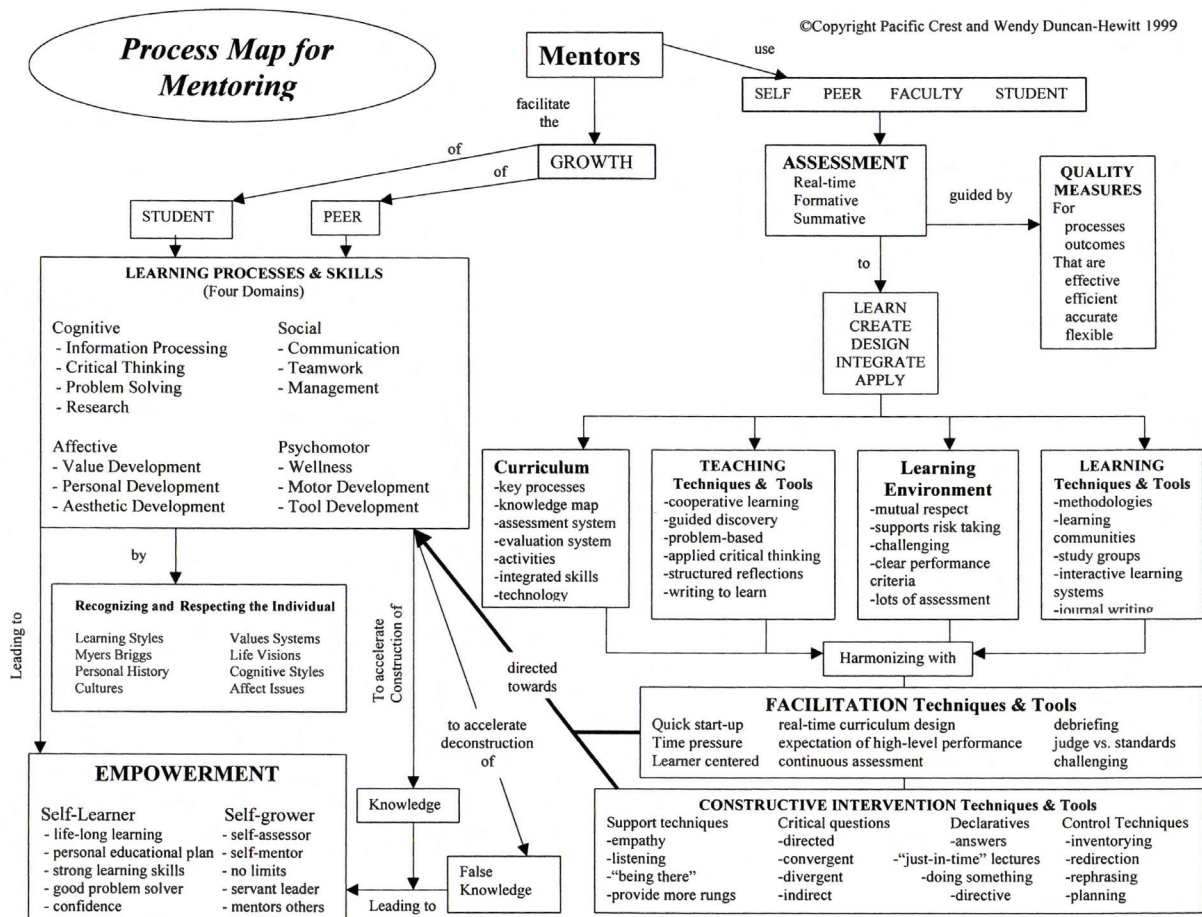 ©Copyright Pacific Crest and Wendy Duncan-Hewitt 1999
Process Map for
Mentoring
Mentors
use
SELF PEER FACULTY STUDENT
facilitate
the
of
of
GROWTH
STUDENT
PEER
ASSESSMENT
Real-time
Formative
Summative
guided by
QUALITY
MEASURES
For
processes
outcomes
That are
effective
efficient
accurate
flexible
to
LEARN
CREATE
DESIGN
INTEGRATE
APPLY
LEARNING PROCESSES & SKILLS
(Four Domains)
Cognitive
- Information Processing
- Critical Thinking
- Problem Solving
- Research
Social
- Communication
- Teamwork
- Management
Affective
- Value Development
- Personal Development
- Aesthetic Development
Psychomotor
- Wellness
- Motor Development
- Tool Development
Curriculum
-key processes
-knowledge map
-assessment system
-evaluation system
-activities
-integrated skills
-technology
TEACHING
Techniques & Tools
-cooperative learning
-guided discovery
-problem-based
-applied critical thinking
-structured reflections
-writing to learn
Learning
Environment
-mutual respect
-supports risk taking
-challenging
-clear performance
criteria
-lots of assessment
LEARNING
Techniques & Tools
-methodologies
-learning
communities
-study groups
-interactive learning
systems
-journal writing
by
Recognizing and Respecting the Individual
Learning Styles
Myers Briggs
Personal History
Cultures
Values Systems
Life Visions
Cognitive Styles
Affect Issues
Leading to
To accelerate
Construction of
directed
towards
Harmonizing with
to accelerate
deconstruction
of
FACILITATION Techniques & Tools
Quick start-up real-time curriculum design debriefing
Time pressure expectation of high-level performance judge vs. standards
Learner centered continuous assessment challenging
EMPOWERMENT
Self-Learner
- life-long learning
- personal educational plan
- strong learning skills
- good problem solver
- confidence
Self-grower
- self-assessor
- self-mentor
- no limits
- servant leader
- mentors others
Knowledge
False
Knowledge
Leading to
CONSTRUCTIVE INTERVENTION Techniques & Tools
Support techniques
-empathy
-listening
-"being there"
-provide more rungs
Critical questions
-directed
-convergent
-divergent
-indirect
Declaratives
-answers
-"just-in-time" lectures
-doing something
-directive
Control Techniques
-inventorying
-redirection
-rephrasing
-planning